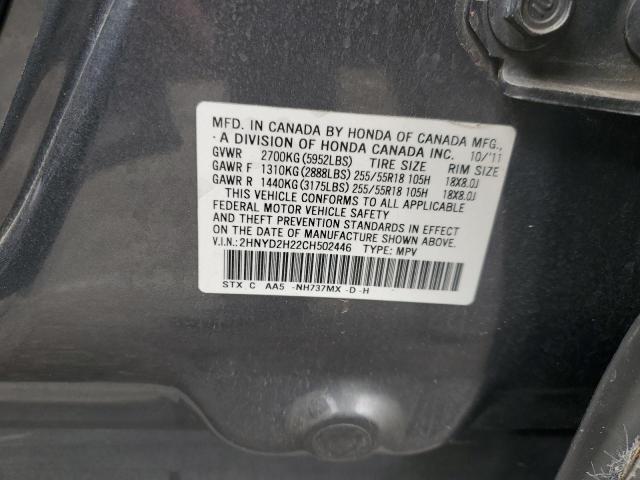 MFD. IN CANADA BY HONDA OF CANADA MFG.,
- A DIVISION OF HONDA CANADA INC. 10/'11
GVWR 2700KG (5952LBS) TIRE SIZE RIM SIZE
GAWR F 1310KG (2888LBS) 255/55R18 105H 18X8.0J
GAWR R 1440KG (3175LBS) 255/55R18 105H 18X8.0J
THIS VEHICLE CONFORMS TO ALL APPLICABLE
FEDERAL MOTOR VEHICLE SAFETY
AND THEFT PREVENTION STANDARDS IN EFFECT
ON THE DATE OF MANUFACTURE SHOWN ABOVE.
V.I.N.: 2HNYD2H22CH502446 TYPE: MPV
STX C AA5 -NH737MX -D -H